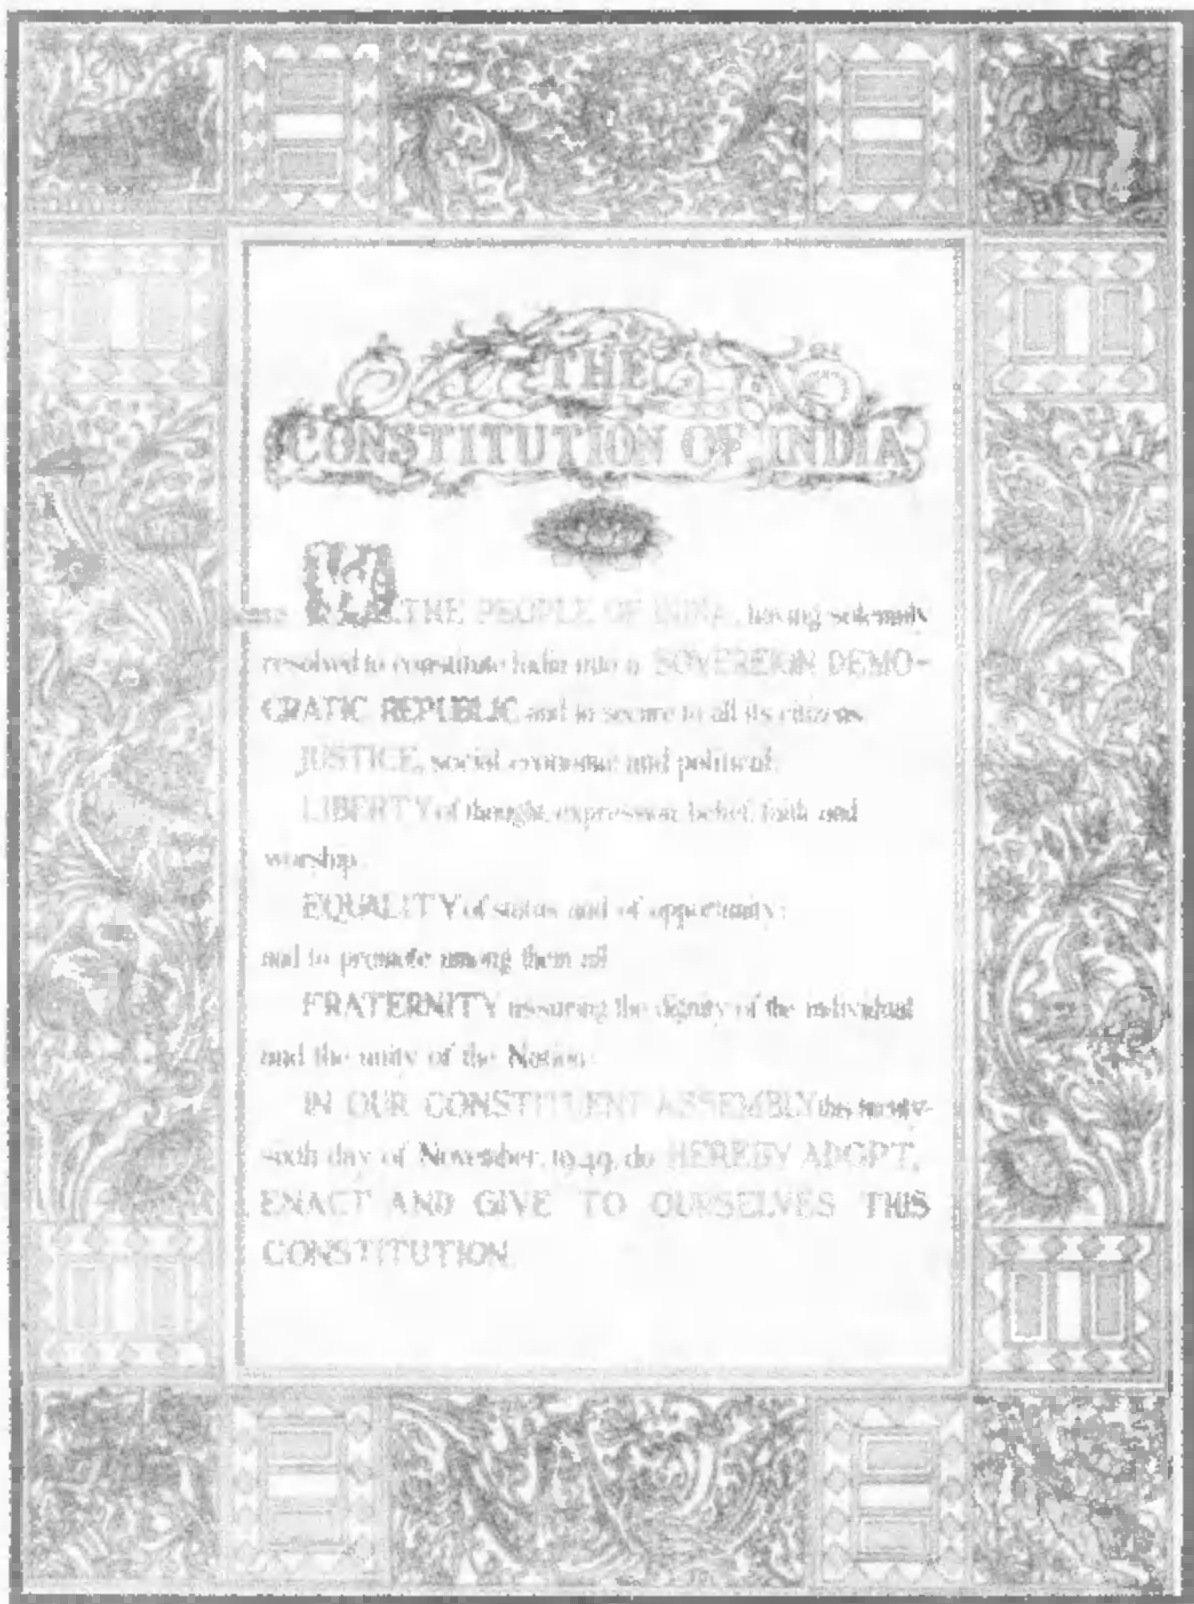 THE
CONSTITUTION OF INDIA
WE, THE PEOPLE OF INDIA, having solemnly
resolved to constitute India into a SOVEREIGN DEMO-
CRATIC REPUBLIC and to secure to all its citizens:
JUSTICE, social, economic and political;
LIBERTY of thought, expression, belief, faith and
worship;
EQUALITY of status and of opportunity;
and to promote among them all
FRATERNITY assuring the dignity of the individual
and the unity of the Nation;
IN OUR CONSTITUENT ASSEMBLY this twenty-
sixth day of November, 1949, do HEREBY ADOPT,
ENACT AND GIVE TO OURSELVES THIS
CONSTITUTION.